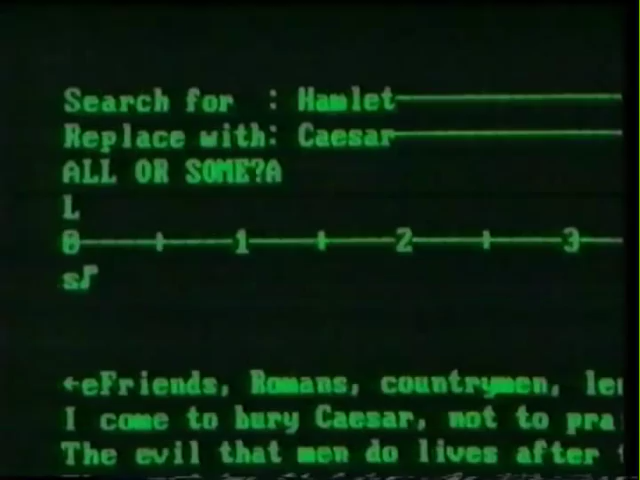 Search for : Hamlet
Replace with: Caesar
ALL OR SOME?A
L
0 1 2 3
s
←eFriends, Romans, countrymen,
I come to bury Caesar, not to
The evil that men do lives after